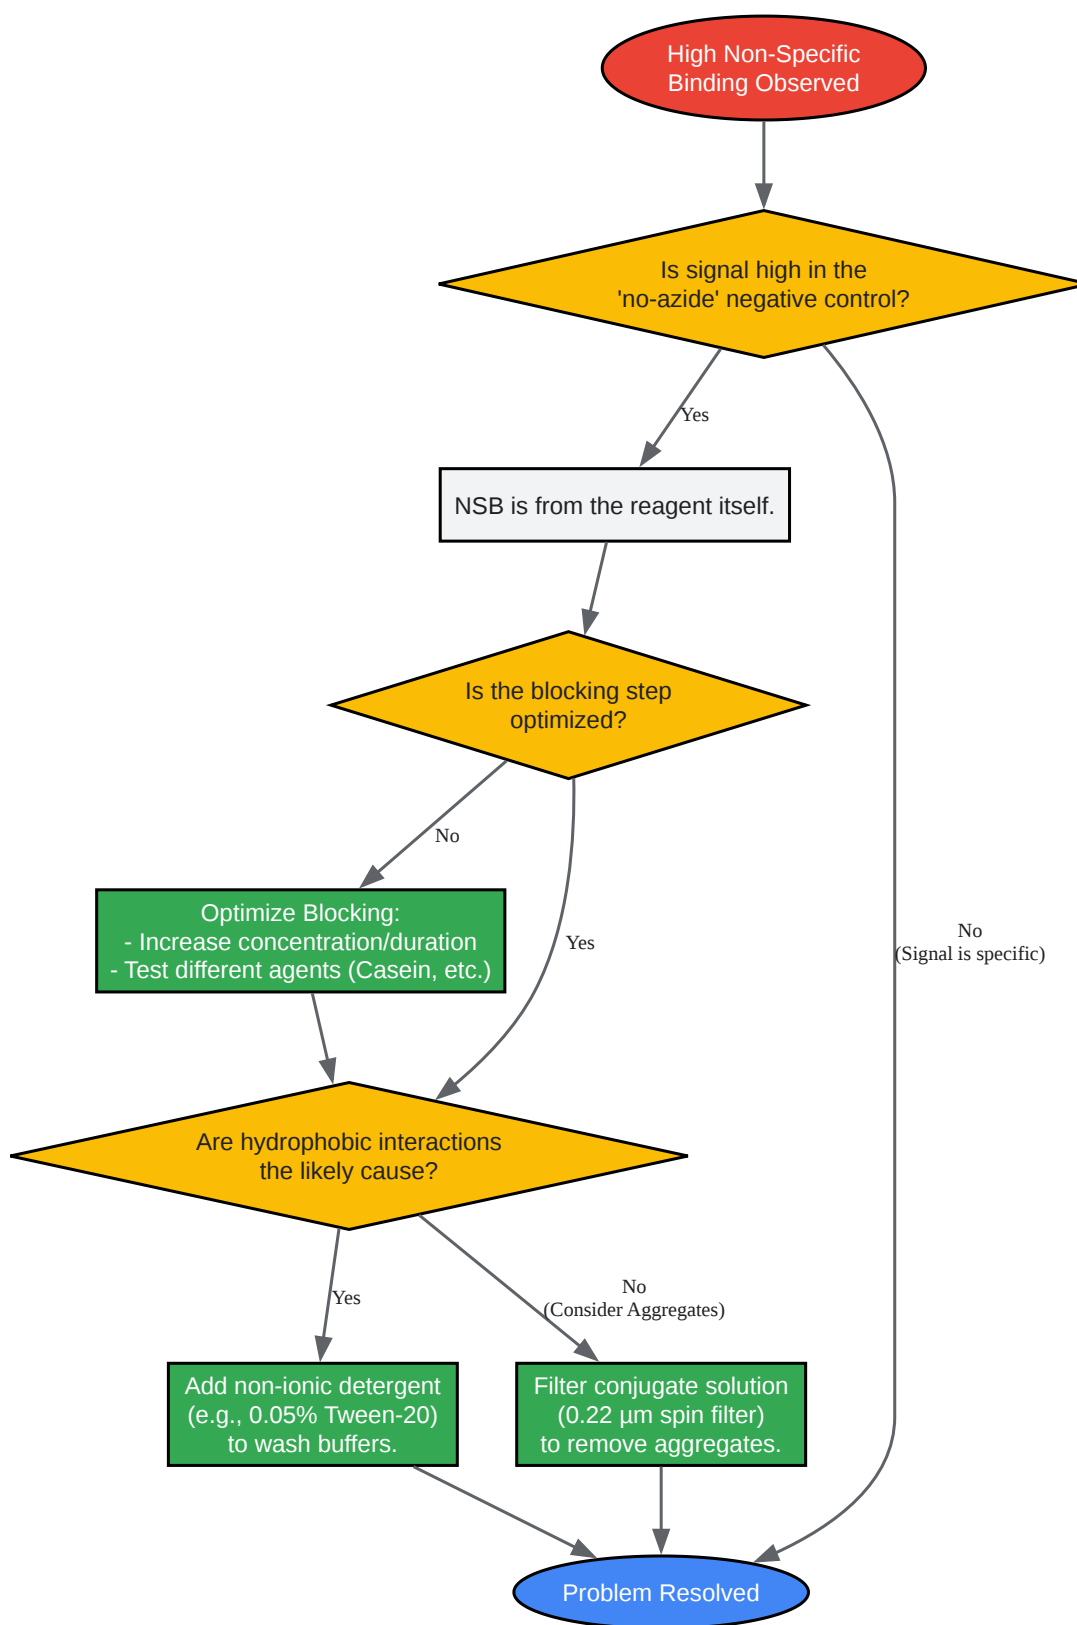 High Non-Specific
Binding Observed
Is signal high in the
'no-azide' negative control?
Yes
NSB is from the reagent itself.
Is the blocking step
optimized?
No
Optimize Blocking:
- Increase concentration/duration
- Test different agents (Casein, etc.)
Yes
No
(Signal is specific)
Are hydrophobic interactions
the likely cause?
Yes
No
(Consider Aggregates)
Add non-ionic detergent
(e.g., 0.05% Tween-20)
to wash buffers.
Filter conjugate solution
(0.22 µm spin filter)
to remove aggregates.
Problem Resolved